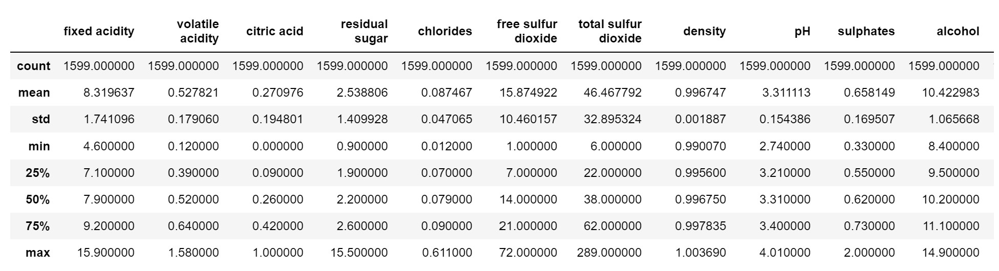 fixed acidity volatile acidity citric acid residual sugar chlorides free sulfur dioxide total sulfur dioxide density pH sulphates alcohol
count 1599.000000 1599.000000 1599.000000 1599.000000 1599.000000 1599.000000 1599.000000 1599.000000 1599.000000 1599.000000 1599.000000
mean 8.319637 0.527821 0.270976 2.538806 0.087467 15.874922 46.467792 0.996747 3.311113 0.658149 10.422983
std 1.741096 0.179060 0.194801 1.409928 0.047065 10.460157 32.895324 0.001887 0.154386 0.169507 1.065668
min 4.600000 0.120000 0.000000 0.900000 0.012000 1.000000 6.000000 0.990070 2.740000 0.330000 8.400000
25% 7.100000 0.390000 0.090000 1.900000 0.070000 7.000000 22.000000 0.995600 3.210000 0.550000 9.500000
50% 7.900000 0.520000 0.260000 2.200000 0.079000 14.000000 38.000000 0.996750 3.310000 0.620000 10.200000
75% 9.200000 0.640000 0.420000 2.600000 0.090000 21.000000 62.000000 0.997835 3.400000 0.730000 11.100000
max 15.900000 1.580000 1.000000 15.500000 0.611000 72.000000 289.000000 1.003690 4.010000 2.000000 14.900000